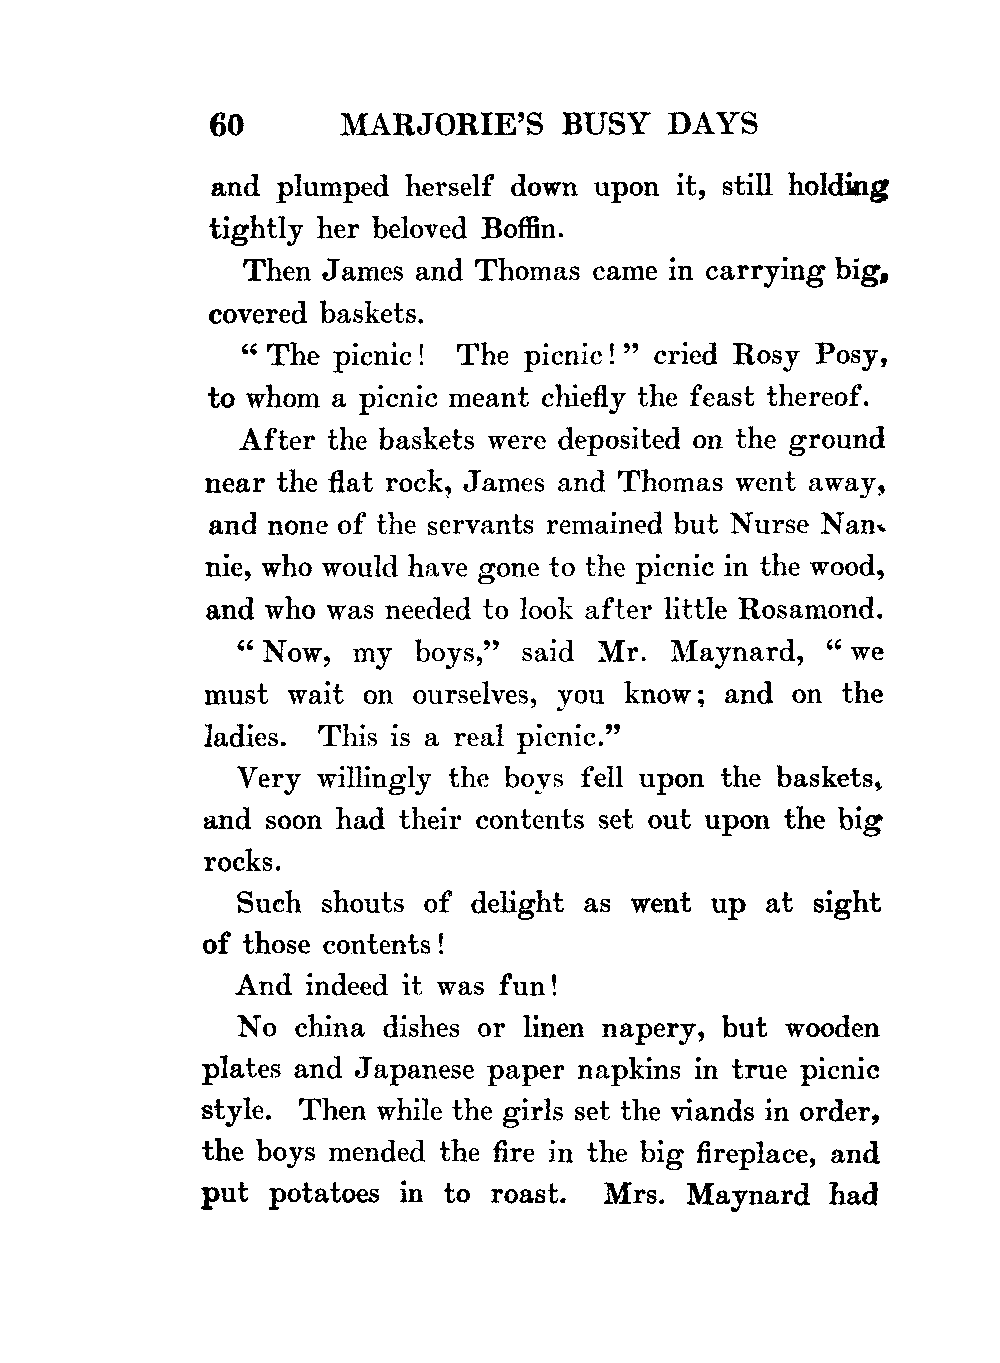 60 MARJORIE'S BUSY DAYS
and plumped herself down upon it, still holding
tightly her beloved Boffin.
Then James and Thomas came in carrying big,
covered baskets.
“ The picnic! The picnic! ” cried Rosy Posy,
to whom a picnic meant chiefly the feast thereof.
After the baskets were deposited on the ground
near the flat rock, James and Thomas went away,
and none of the servants remained but Nurse Nan-
nie, who would have gone to the picnic in the wood,
and who was needed to look after little Rosamond.
“ Now, my boys,” said Mr. Maynard, “ we
must wait on ourselves, you know; and on the
ladies. This is a real picnic.”
Very willingly the boys fell upon the baskets,
and soon had their contents set out upon the big
rocks.
Such shouts of delight as went up at sight
of those contents!
And indeed it was fun!
No china dishes or linen napery, but wooden
plates and Japanese paper napkins in true picnic
style. Then while the girls set the viands in order,
the boys mended the fire in the big fireplace, and
put potatoes in to roast. Mrs. Maynard had